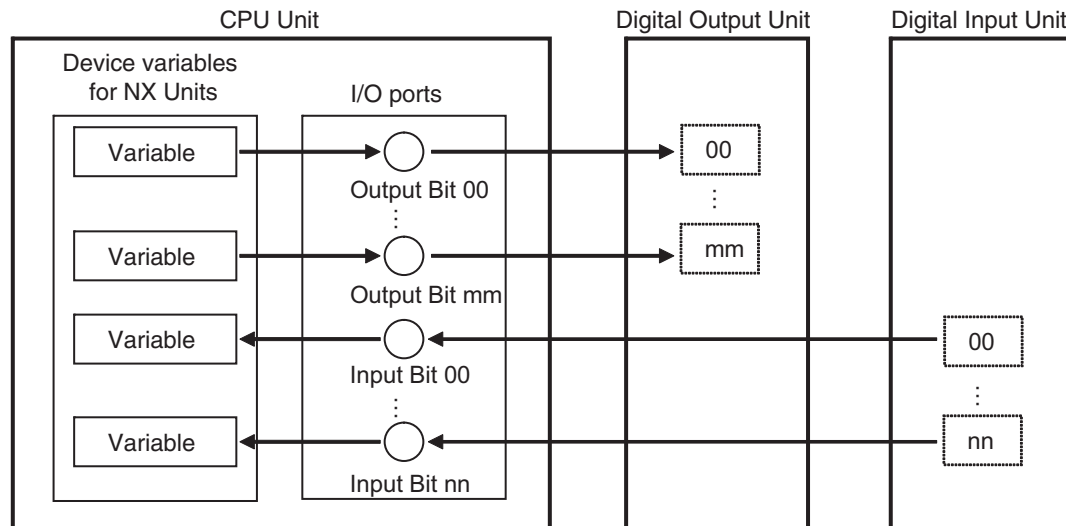 CPU Unit
Digital Output Unit
Digital Input Unit
Device variables
for NX Units
I/O ports
Variable
00
Output Bit 00
Variable
mm
Output Bit mm
Variable
00
Input Bit 00
Variable
nn
Input Bit nn